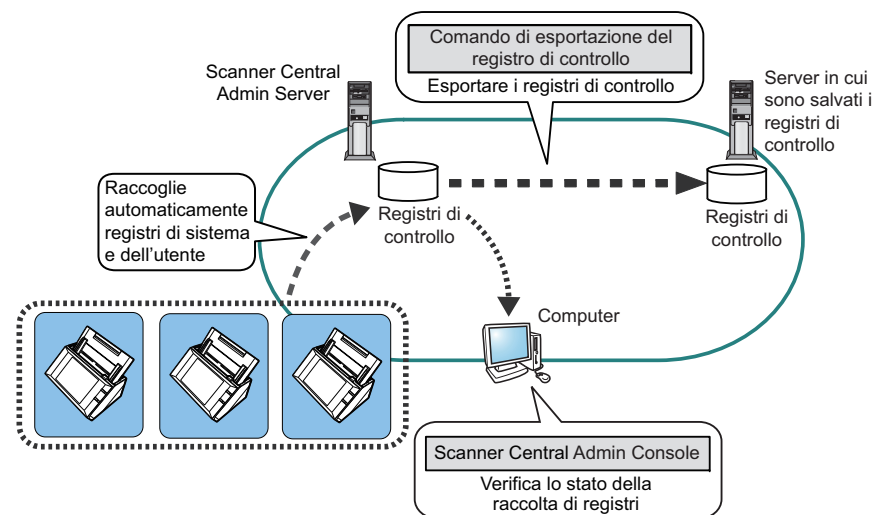 Comando di esportazione del
registro di controllo
Esportare i registri di controllo
Scanner Central
Admin Server
Server in cui
sono salvati i
registri di
controllo
Raccoglie
automaticamente
registri di sistema
e dell'utente
Registri di
controllo
Registri di
controllo
Computer
Scanner Central Admin Console
Verifica lo stato della
raccolta di registri